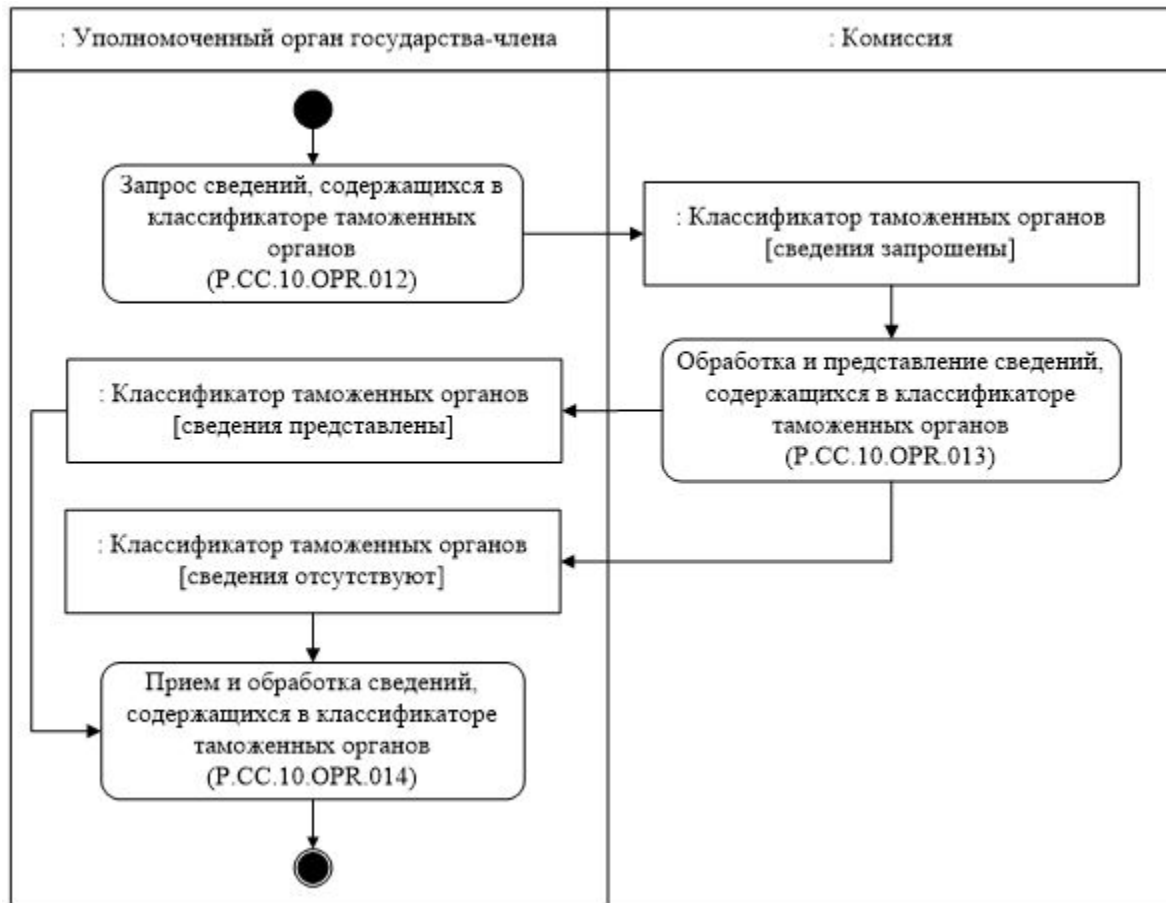 : Уполномоченный орган государства-члена
: Комиссия
Запрос сведений, содержащихся в
классификаторе таможенных
органов
(P.CC.10.OPR.012)
: Классификатор таможенных органов
[сведения запрошены]
Обработка и представление сведений,
содержащихся в классификаторе
таможенных органов
(P.CC.10.OPR.013)
: Классификатор таможенных органов
[сведения представлены]
: Классификатор таможенных органов
[сведения отсутствуют]
Прием и обработка сведений,
содержащихся в классификаторе
таможенных органов
(P.CC.10.OPR.014)